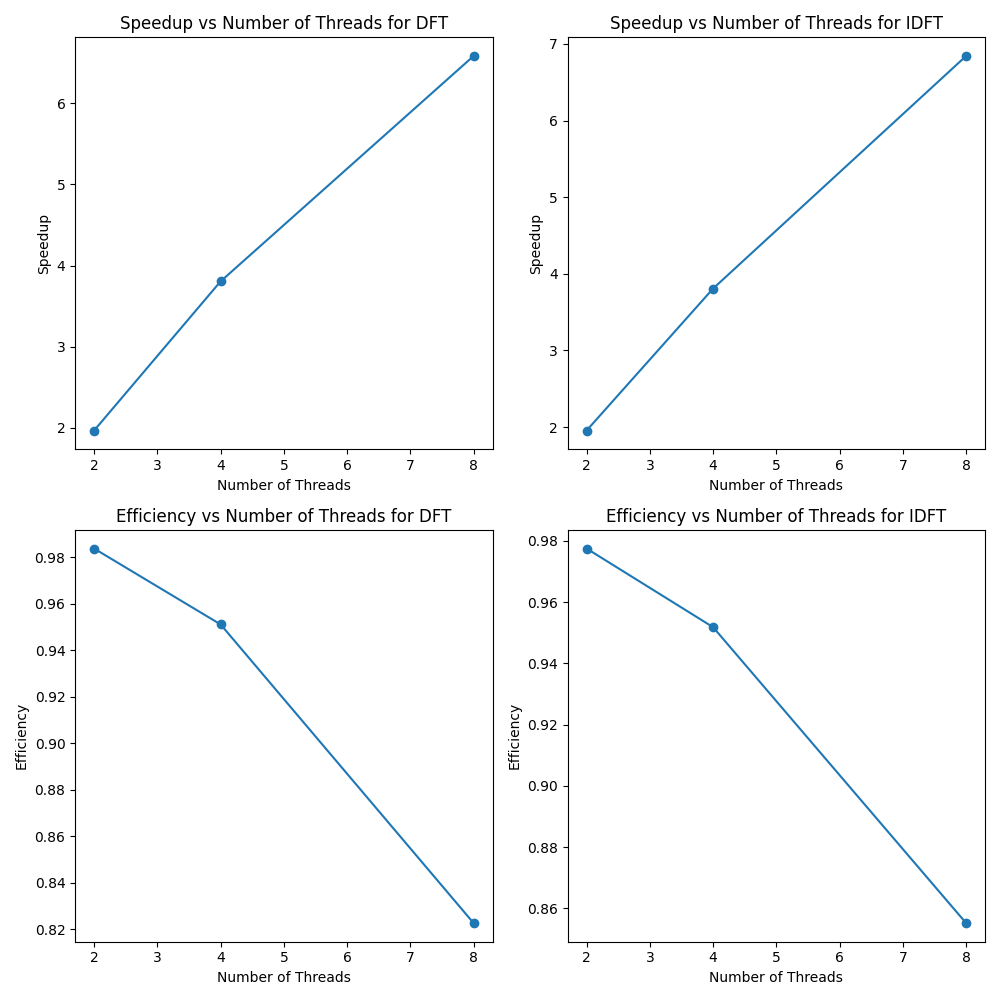 Speedup vs Number of Threads for DFT
Speedup
6
5
4
3
2
2 3 4 5 6 7 8
Number of Threads
Speedup vs Number of Threads for IDFT
Speedup
7
6
5
4
3
2
2 3 4 5 6 7 8
Number of Threads
Efficiency vs Number of Threads for DFT
Efficiency
0.98
0.96
0.94
0.92
0.90
0.88
0.86
0.84
0.82
2 3 4 5 6 7 8
Number of Threads
Efficiency vs Number of Threads for IDFT
Efficiency
0.98
0.96
0.94
0.92
0.90
0.88
0.86
2 3 4 5 6 7 8
Number of Threads